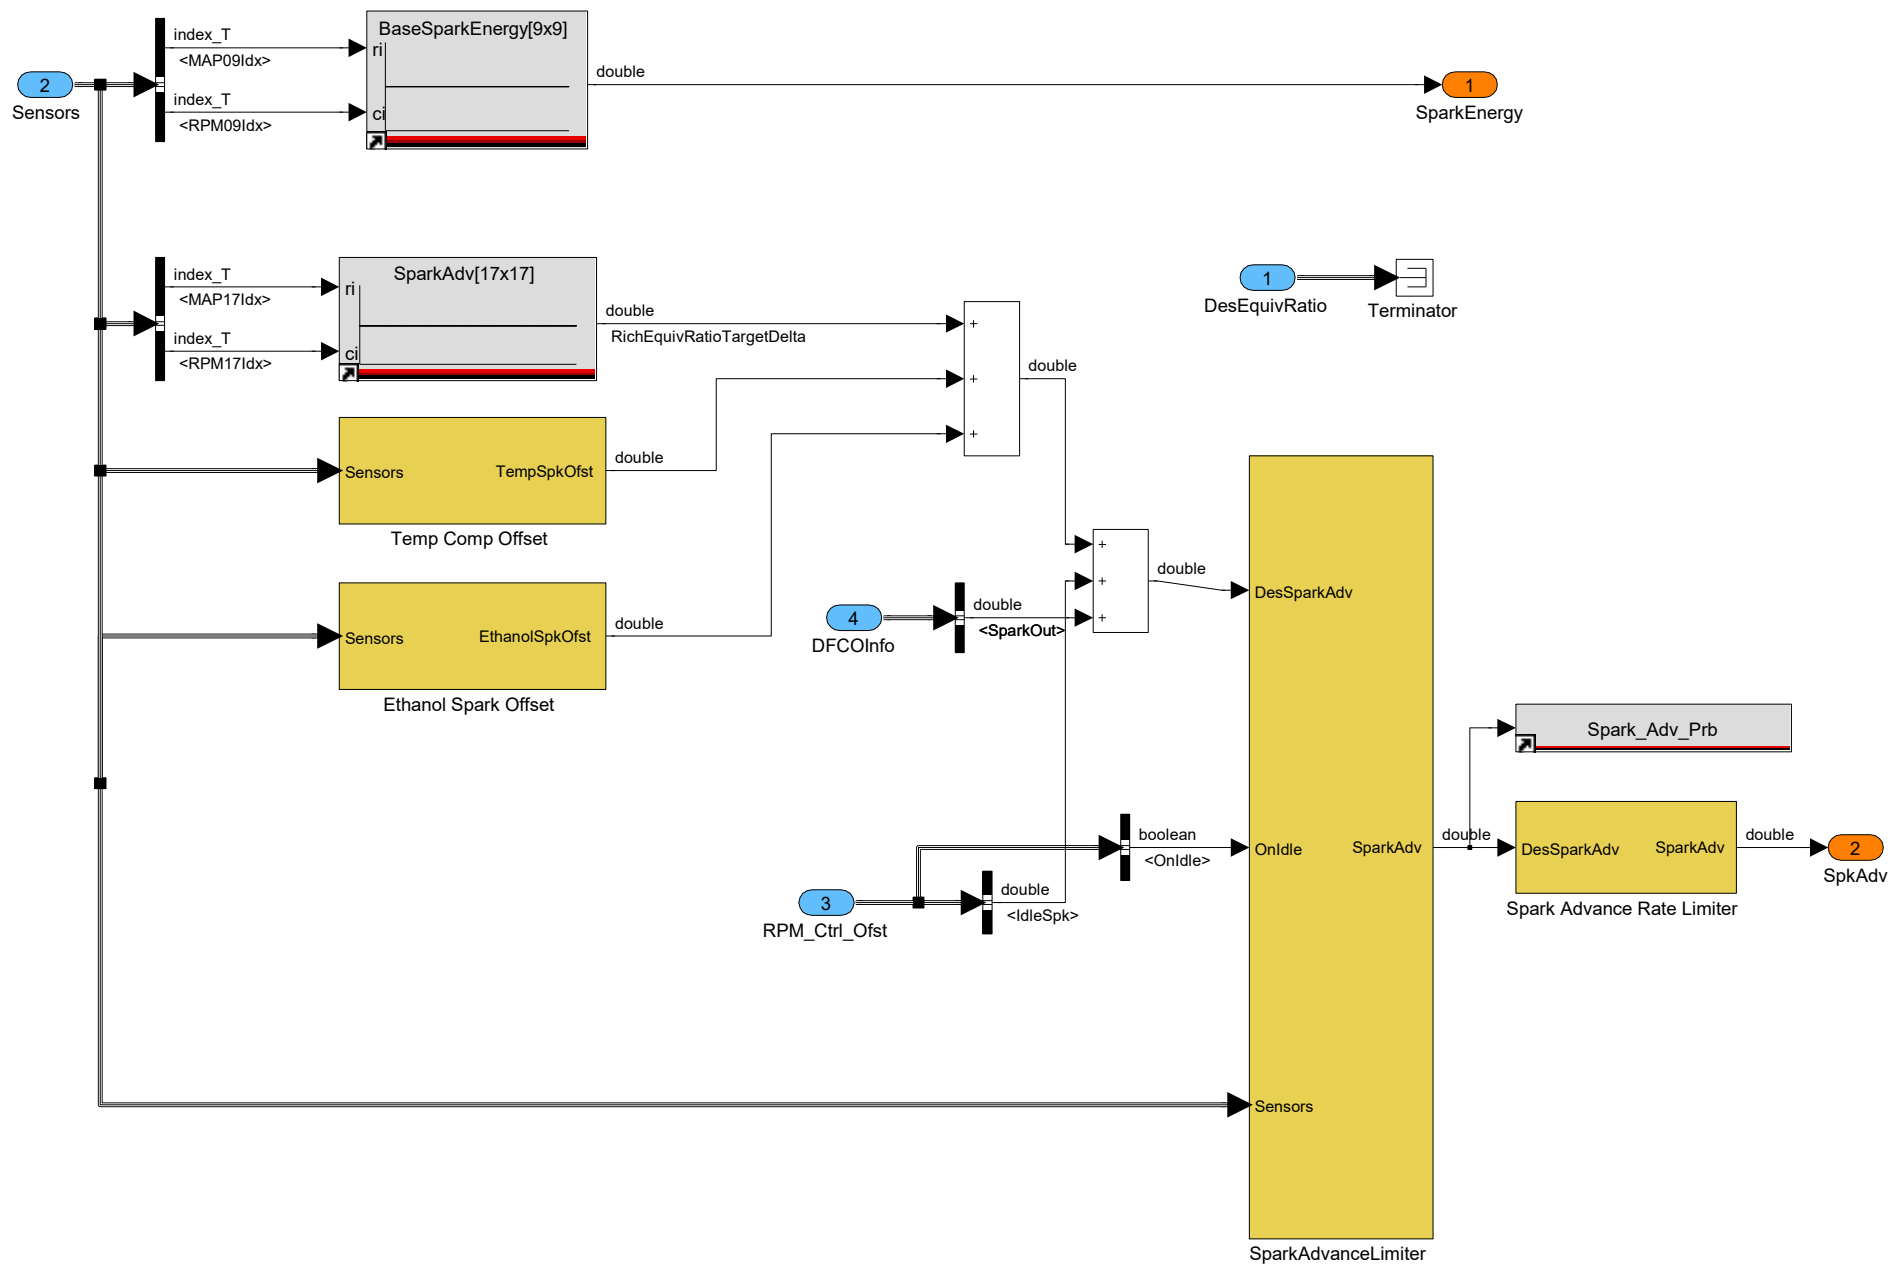 BaseSparkEnergy[9x9]
index_T
<MAP09Idx>
ri
double
2
Sensors
index_T
<RPM09Idx>
ci
1
SparkEnergy
SparkAdv[17x17]
index_T
<MAP17Idx>
ri
double
RichEquivRatioTargetDelta
index_T
<RPM17Idx>
ci
1
DesEquivRatio
Terminator
+
+
+
double
Sensors
TempSpkOfst
double
Temp Comp Offset
Sensors
EthanolSpkOfst
double
Ethanol Spark Offset
4
DFCOInfo
double
<SparkOut>
+
+
+
double
DesSparkAdv
boolean
<OnIdle>
OnIdle
SparkAdv
double
3
RPM_Ctrl_Ofst
double
<IdleSpk>
Spark_Adv_Prb
DesSparkAdv
SparkAdv
double
2
SpkAdv
Spark Advance Rate Limiter
Sensors
SparkAdvanceLimiter